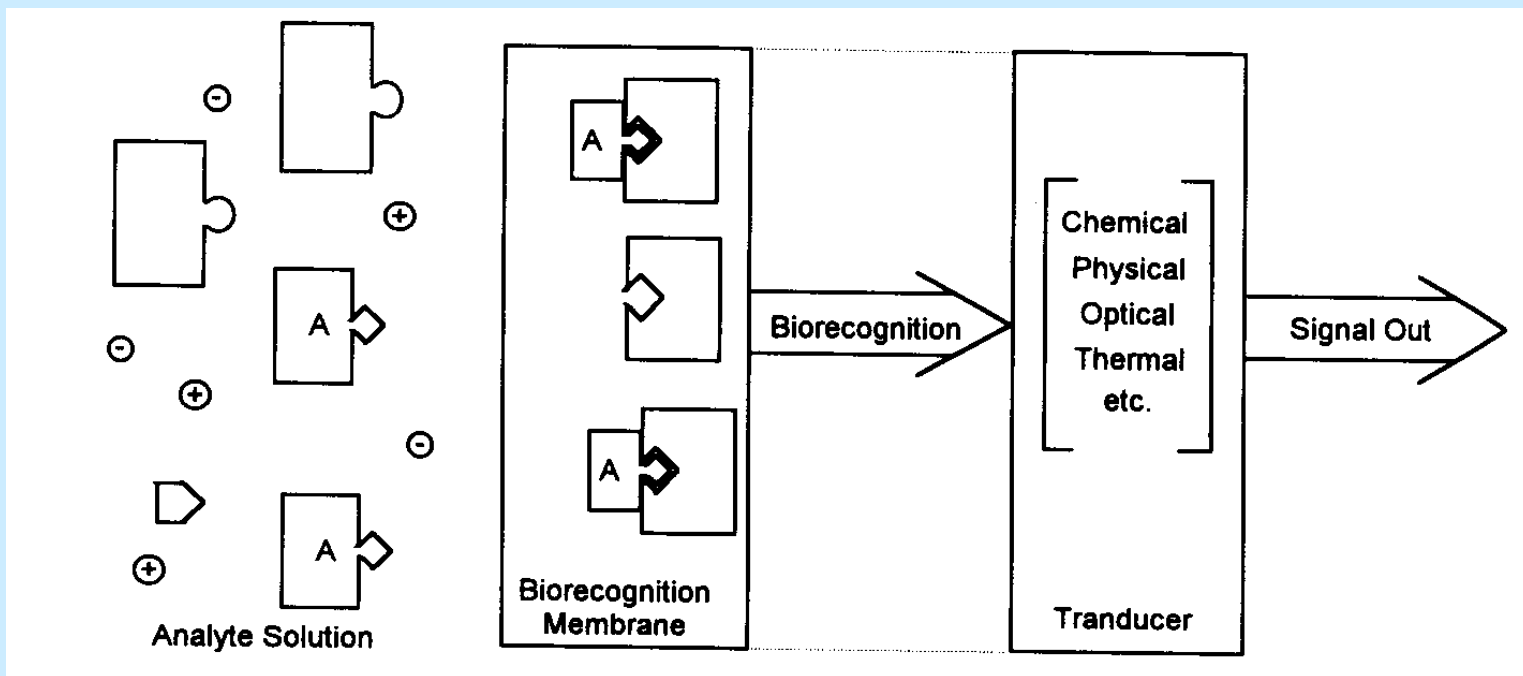 A
A
Analyte Solution
A
A
Biorecognition
Membrane
Biorecognition
Chemical
Physical
Optical
Thermal
etc.
Tranducer
Signal Out